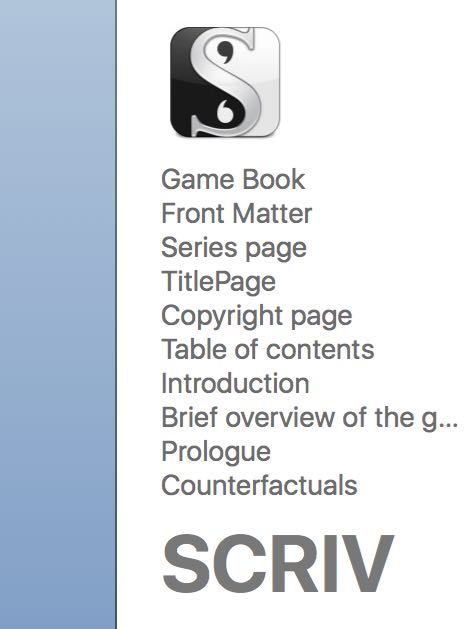 Game Book
Front Matter
Series page
TitlePage
Copyright page
Table of contents
Introduction
Brief overview of the g...
Prologue
Counterfactuals
SCRIV